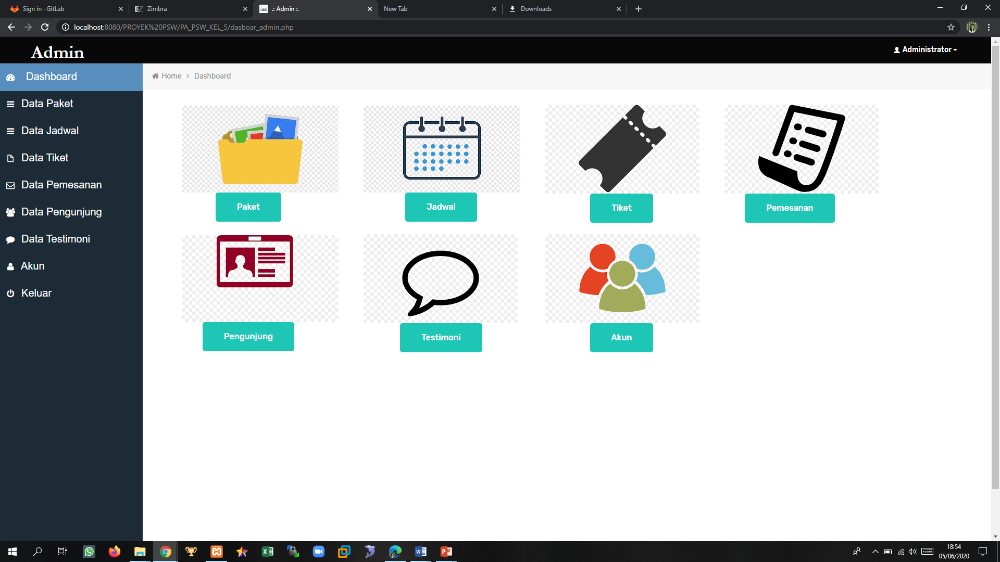 Sign in · GitLab
Zimbra
.: Admin :.
New Tab
Downloads
localhost:8080/PROYEK%20PSW/PA_PSW_KEL_5/dasboar_admin.php
Admin
Administrator
Dashboard
Home > Dashboard
Data Paket
Data Jadwal
Data Tiket
Data Pemesanan
Data Pengunjung
Data Testimoni
Akun
Keluar
Paket
Jadwal
Tiket
Pemesanan
Pengunjung
Testimoni
Akun
18:54
05/06/2020